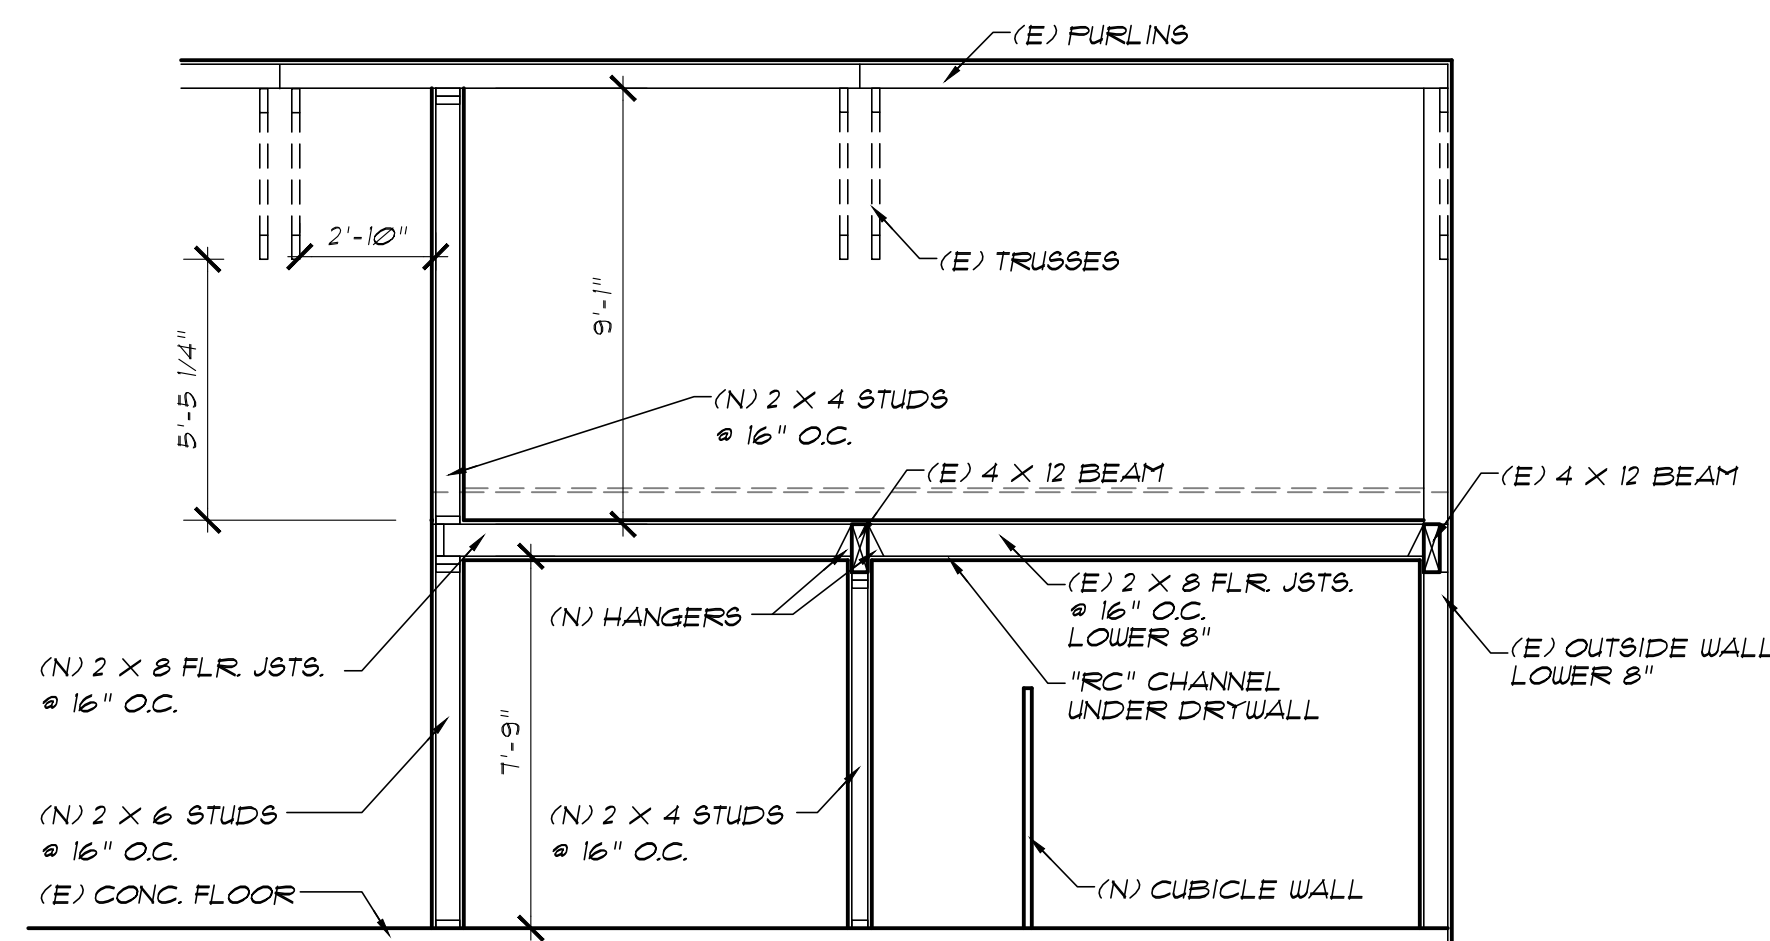 (E) PURLINS
2'-10"
(E) TRUSSES
9'-1"
5'-5 1/4"
(N) 2 X 4 STUDS
@ 16" O.C.
(E) 4 X 12 BEAM
(E) 4 X 12 BEAM
(N) HANGERS
(E) 2 X 8 FLR. JSTS.
@ 16" O.C.
LOWER 8"
(E) OUTSIDE WALL
LOWER 8"
(N) 2 X 8 FLR. JSTS.
@ 16" O.C.
"RC" CHANNEL
UNDER DRYWALL
7'-9"
(N) 2 X 6 STUDS
@ 16" O.C.
(N) 2 X 4 STUDS
@ 16" O.C.
(E) CONC. FLOOR
(N) CUBICLE WALL